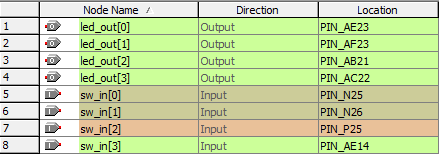 Node Name Direction Location
1 led_out[0] Output PIN_AE23
2 led_out[1] Output PIN_AF23
3 led_out[2] Output PIN_AB21
4 led_out[3] Output PIN_AC22
5 sw_in[0] Input PIN_N25
6 sw_in[1] Input PIN_N26
7 sw_in[2] Input PIN_P25
8 sw_in[3] Input PIN_AE14